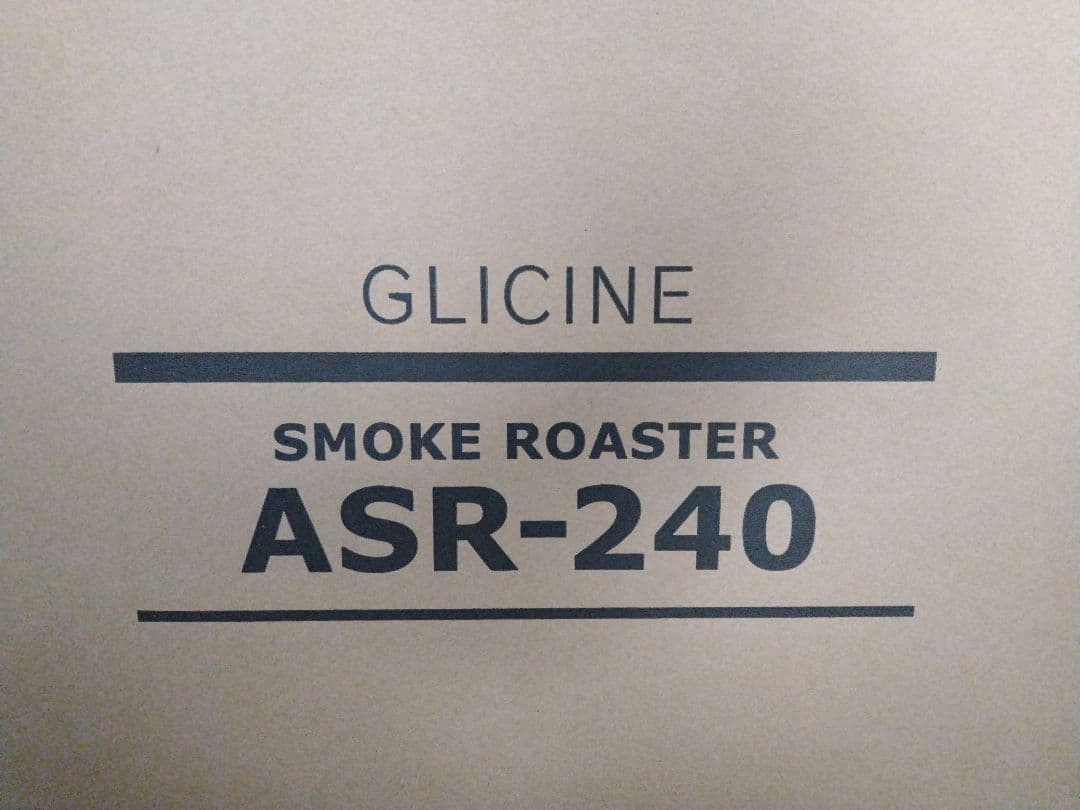 GLICINE
SMOKE ROASTER
ASR-240